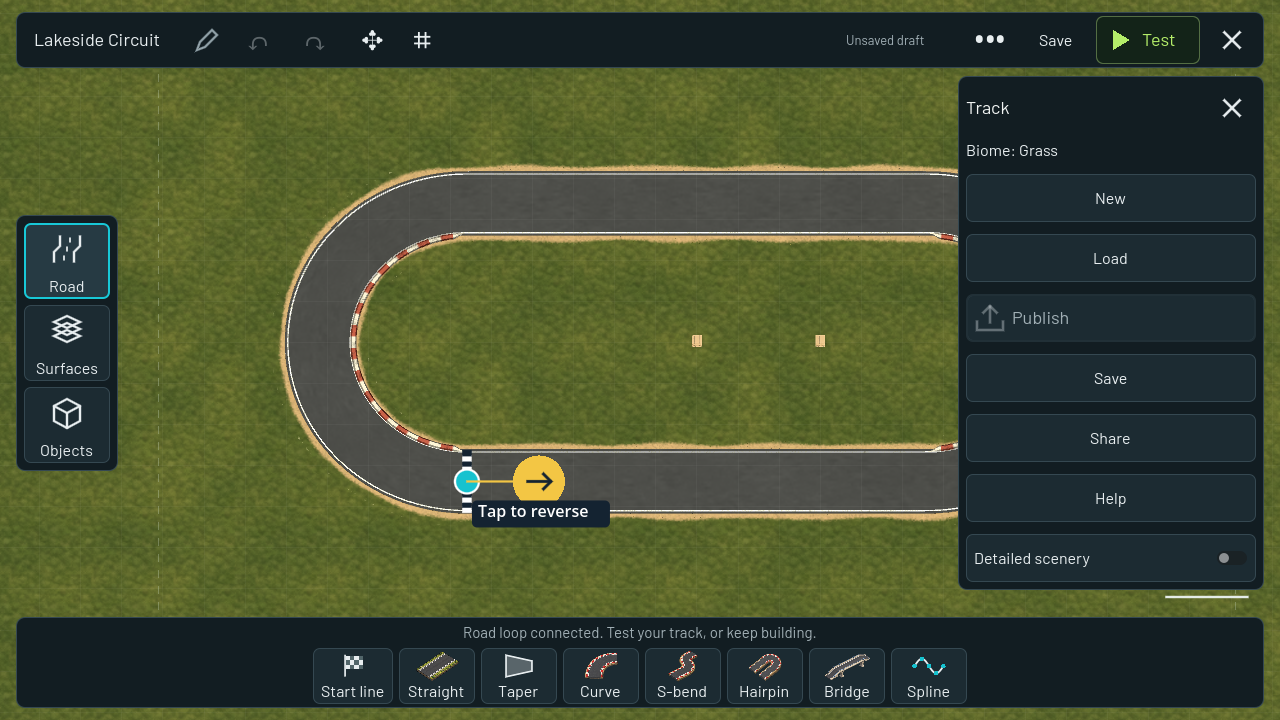 Lakeside Circuit
Unsaved draft
Save
Test
Track
Biome: Grass
New
Load
Publish
Save
Share
Help
Detailed scenery
Road
Surfaces
Objects
Tap to reverse
Road loop connected. Test your track, or keep building.
Start line
Straight
Taper
Curve
S-bend
Hairpin
Bridge
Spline